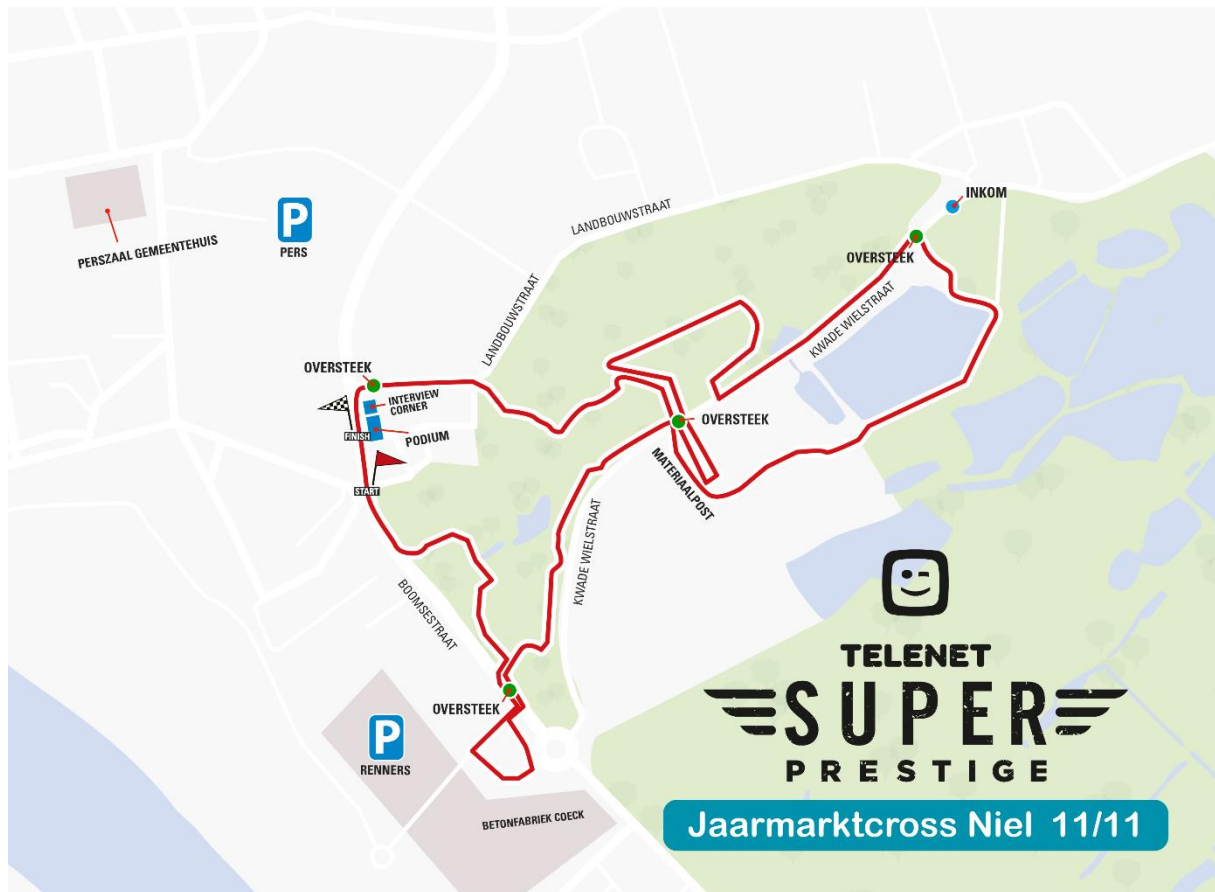 INKOM
LANDBOUWSTRAAT
P
PERS
PERSZAAL GEMEENTEHUIS
OVERSTEEK
KWADE WIELSTRAAT
LANDBOUWSTRAAT
OVERSTEEK
INTERVIEW
CORNER
FINISH
PODIUM
START
OVERSTEEK
MATERIAALPOST
KWADE WIELSTRAAT
BOOMSESTRAAT
OVERSTEEK
P
RENNERS
BETONFABRIEK COECK
TELENET
SUPER
PRESTIGE
Jaarmarktcross Niel 11/11